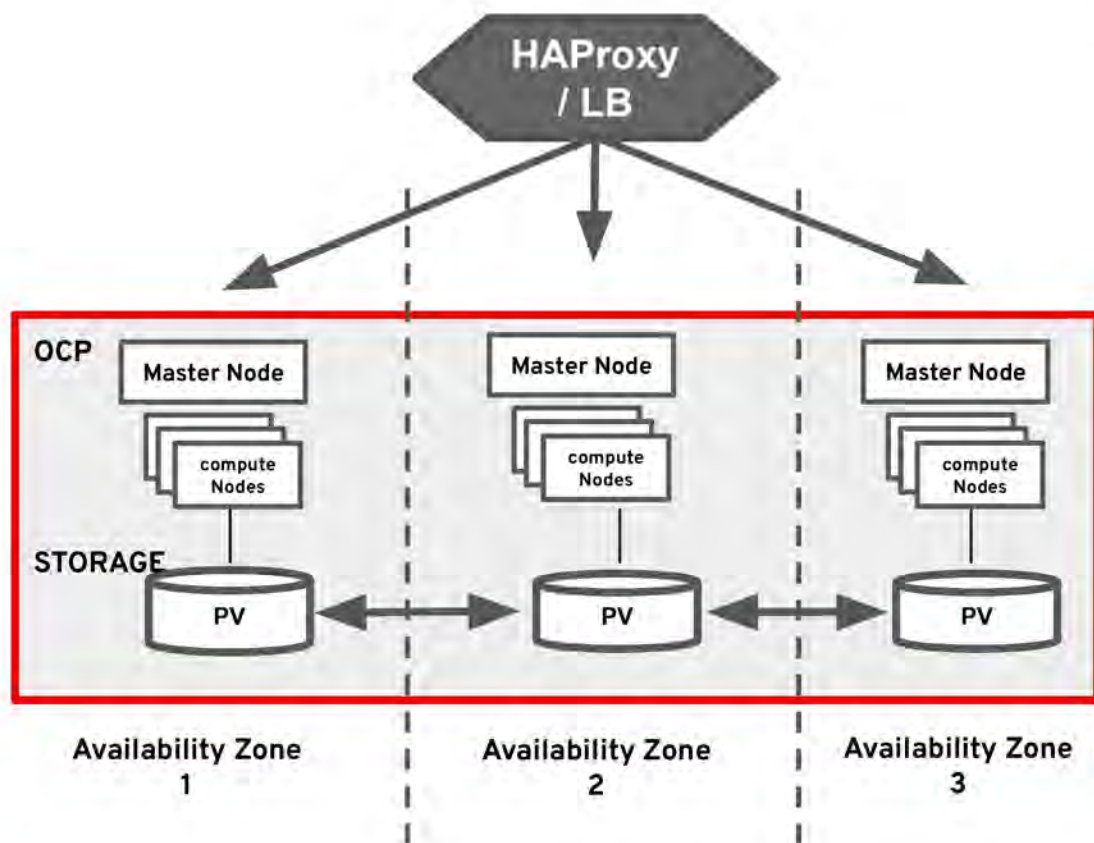 HAProxy
/ LB
OCP
Master Node
Master Node
Master Node
compute
Nodes
compute
Nodes
compute
Nodes
STORAGE
PV
PV
PV
Availability Zone
1
Availability Zone
2
Availability Zone
3